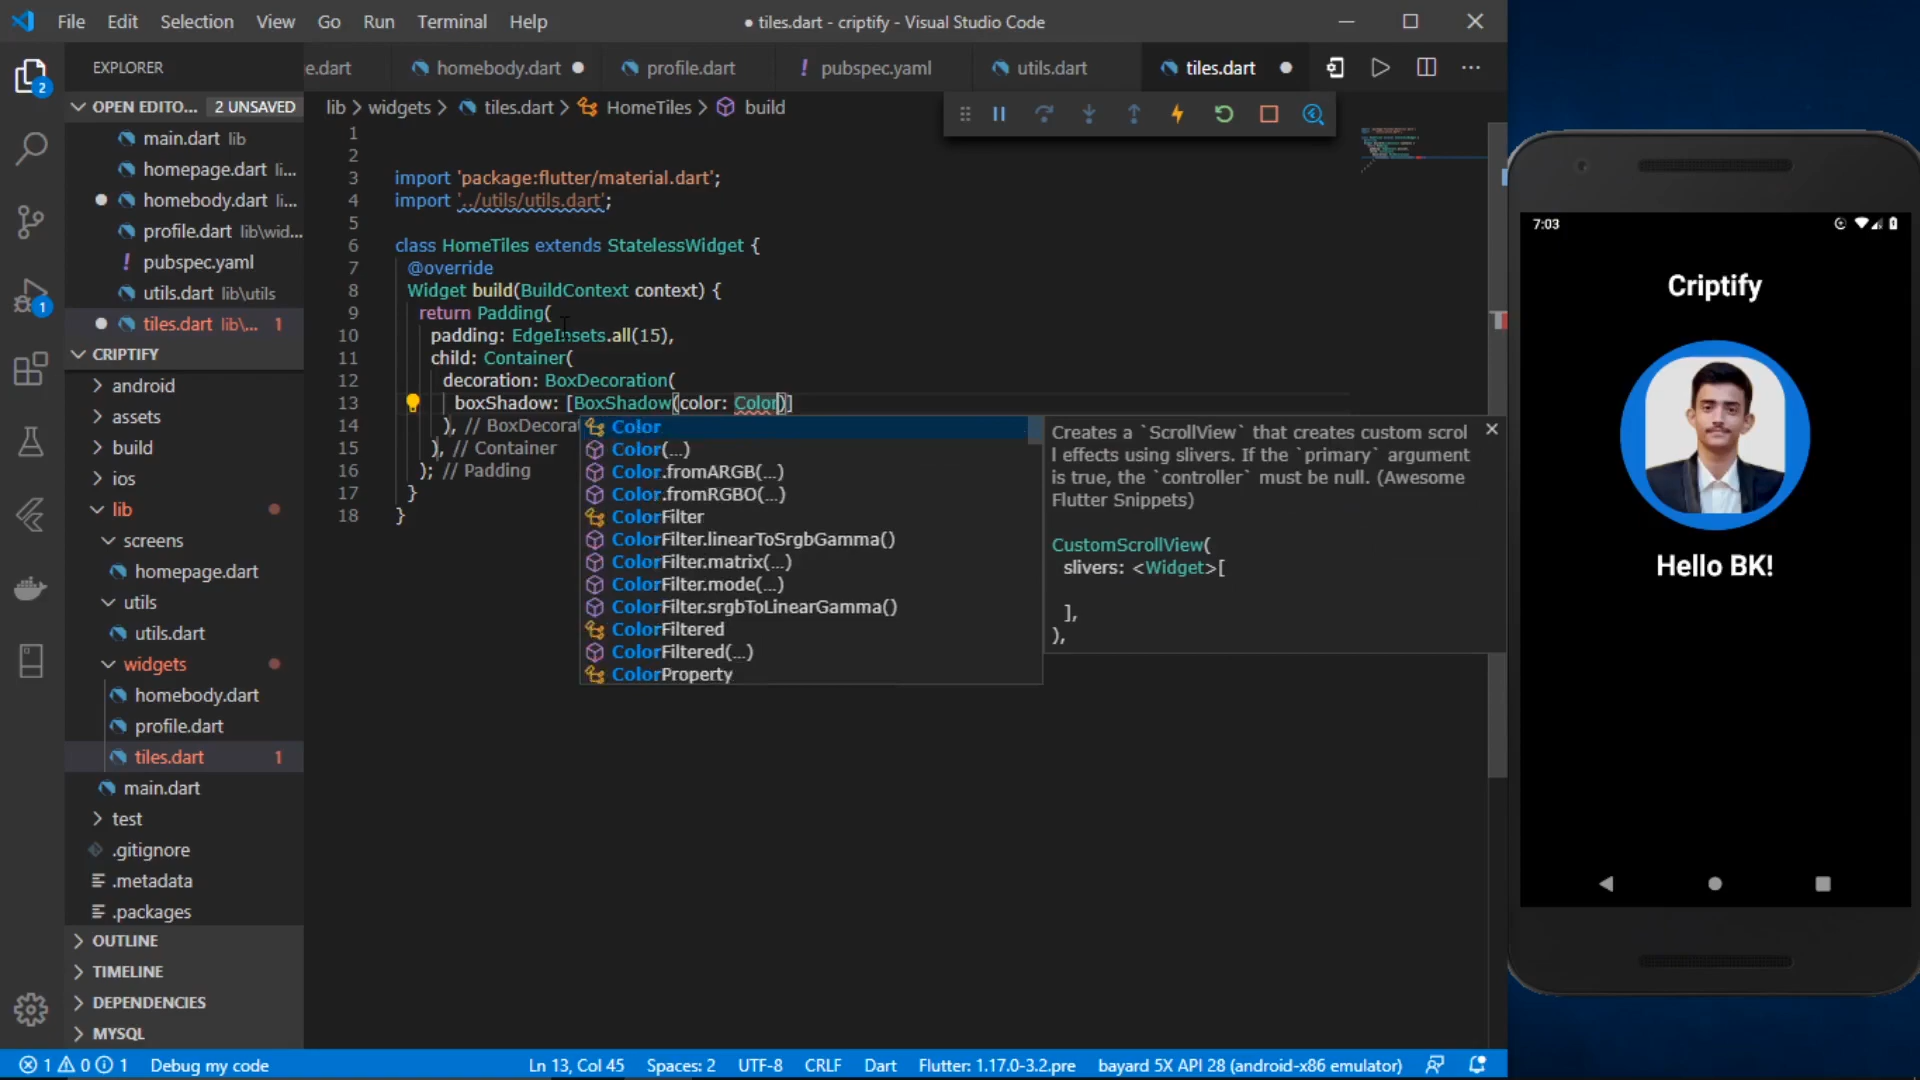 File Edit Selection View Go Run Terminal Help
● tiles.dart - criptify - Visual Studio Code
EXPLORER
e.dart homebody.dart ● profile.dart ! pubspec.yaml utils.dart tiles.dart ● ···
OPEN EDITO... 2 UNSAVED
lib > widgets > tiles.dart > HomeTiles > build
main.dart lib
homepage.dart li...
● homebody.dart li...
profile.dart lib\wid...
! pubspec.yaml
utils.dart lib\utils
● tiles.dart lib\... 1
CRIPTIFY
android
assets
build
ios
lib
screens
homepage.dart
utils
utils.dart
widgets
homebody.dart
profile.dart
tiles.dart 1
main.dart
test
.gitignore
.metadata
.packages
OUTLINE
TIMELINE
DEPENDENCIES
MYSQL
2
1
1
2
3 import 'package:flutter/material.dart';
4 import '../utils/utils.dart';
5
6 class HomeTiles extends StatelessWidget {
7 @override
8 Widget build(BuildContext context) {
9 return Padding(
10 padding: EdgeInsets.all(15),
11 child: Container(
12 decoration: BoxDecoration(
13 boxShadow: [BoxShadow(color: Color)]
14 ), // BoxDecorat
15 ), // Container
16 ); // Padding
17 }
18 }
Color
Color(...)
Color.fromARGB(...)
Color.fromRGBO(...)
ColorFilter
ColorFilter.linearToSrgbGamma()
ColorFilter.matrix(...)
ColorFilter.mode(...)
ColorFilter.srgbToLinearGamma()
ColorFiltered
ColorFiltered(...)
ColorProperty
Creates a `ScrollView` that creates custom scrol
l effects using slivers. If the `primary` argument
is true, the `controller` must be null. (Awesome
Flutter Snippets)
CustomScrollView(
slivers: <Widget>[
],
),
7:03
Criptify
Hello BK!
1 0 1 Debug my code Ln 13, Col 45 Spaces: 2 UTF-8 CRLF Dart Flutter: 1.17.0-3.2.pre bayard 5X API 28 (android-x86 emulator)